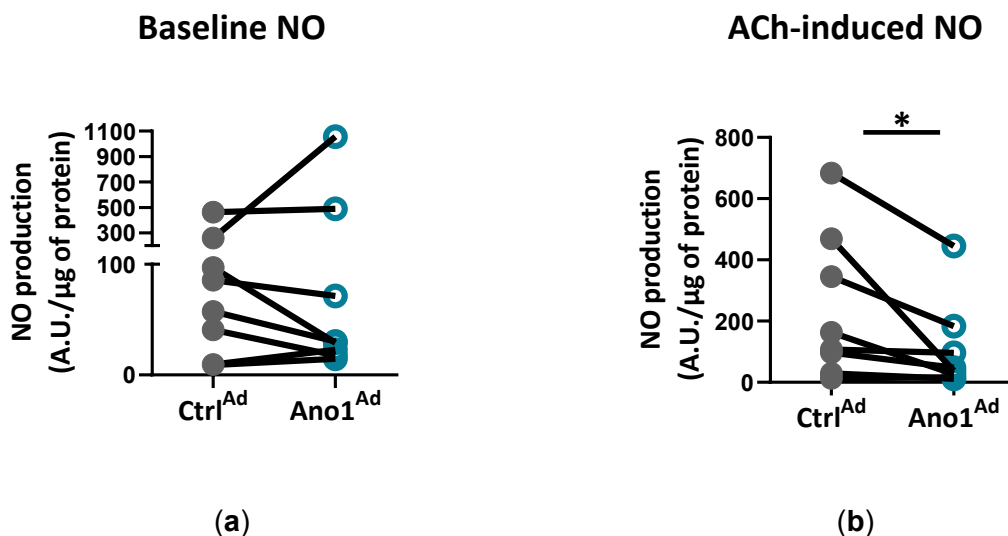 Baseline NO
NO production
(A.U./µg of protein)
1100
900
700
500
300
100
0
Ctrl^Ad
Ano1^Ad
(a)
ACh-induced NO
NO production
(A.U./µg of protein)
800
600
400
200
0
*
Ctrl^Ad
Ano1^Ad
(b)